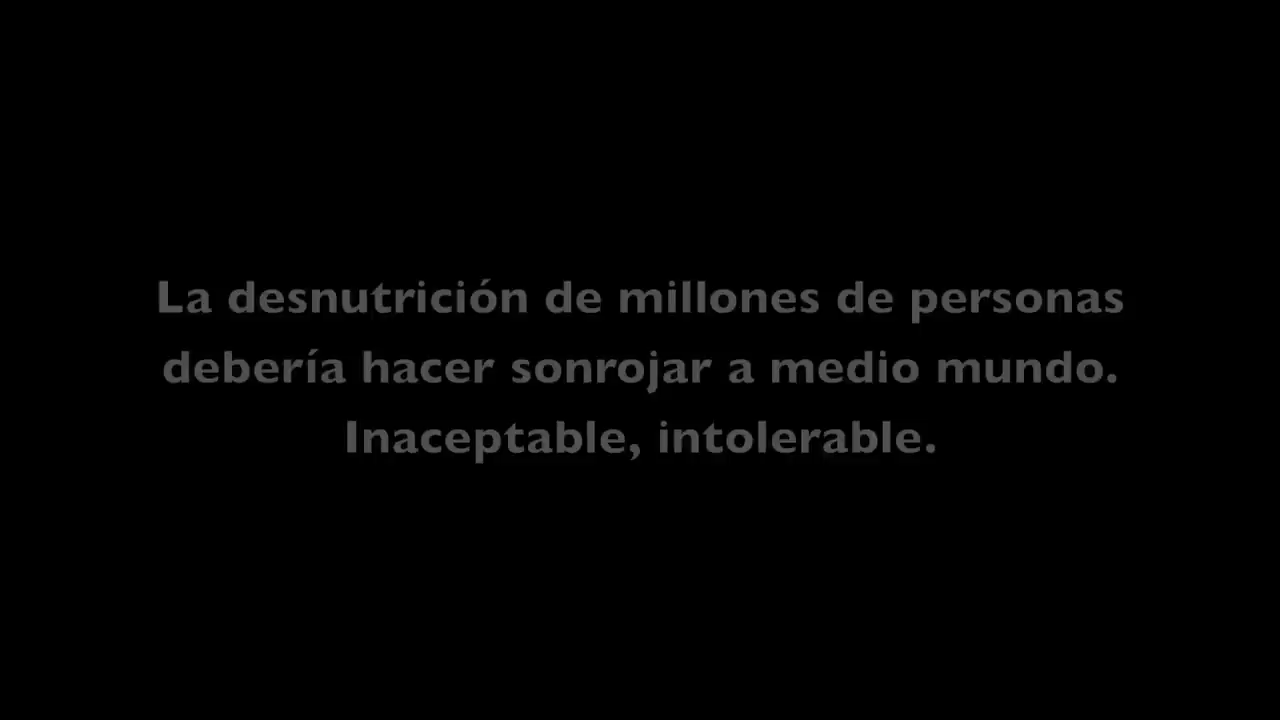 La desnutrición de millones de personas
debería hacer sonrojar a medio mundo.
Inaceptable, intolerable.